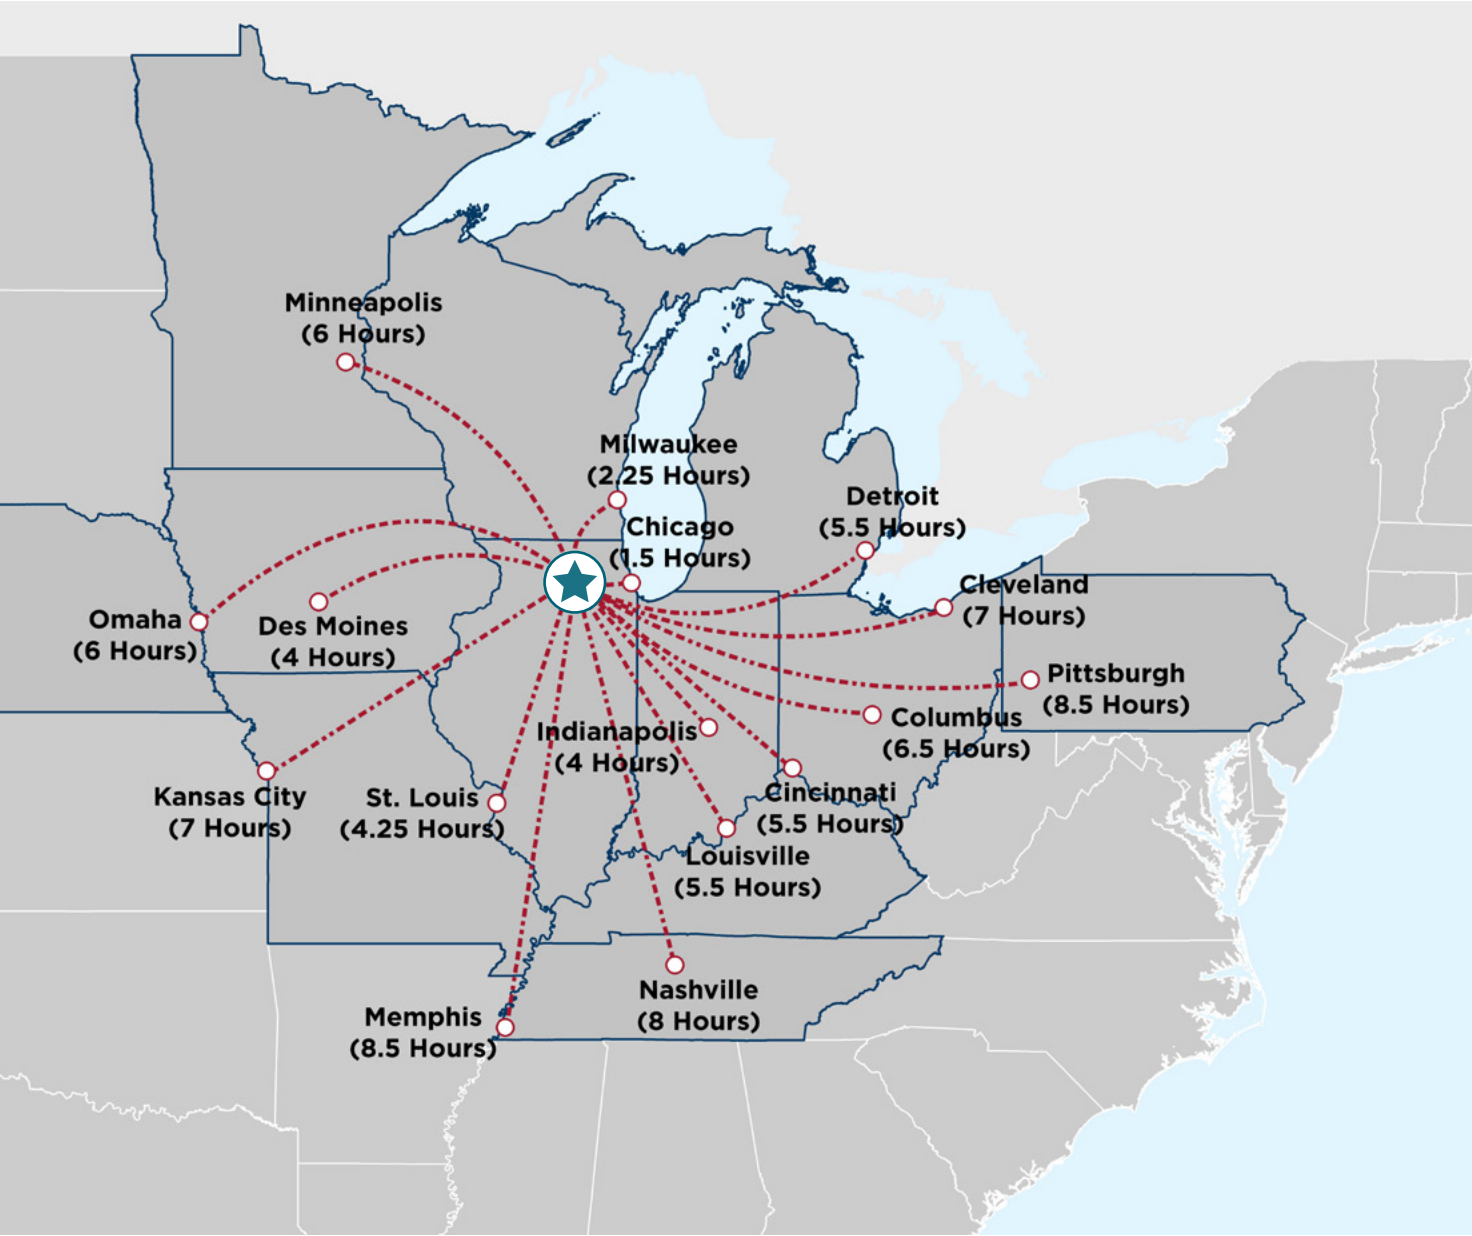 Minneapolis
(6 Hours)
Milwaukee
(2.25 Hours)
Chicago
(1.5 Hours)
Detroit
(5.5 Hours)
Cleveland
(7 Hours)
Omaha
(6 Hours)
Des Moines
(4 Hours)
Pittsburgh
(8.5 Hours)
Columbus
(6.5 Hours)
Indianapolis
(4 Hours)
Kansas City
(7 Hours)
St. Louis
(4.25 Hours)
Cincinnati
(5.5 Hours)
Louisville
(5.5 Hours)
Nashville
(8 Hours)
Memphis
(8.5 Hours)